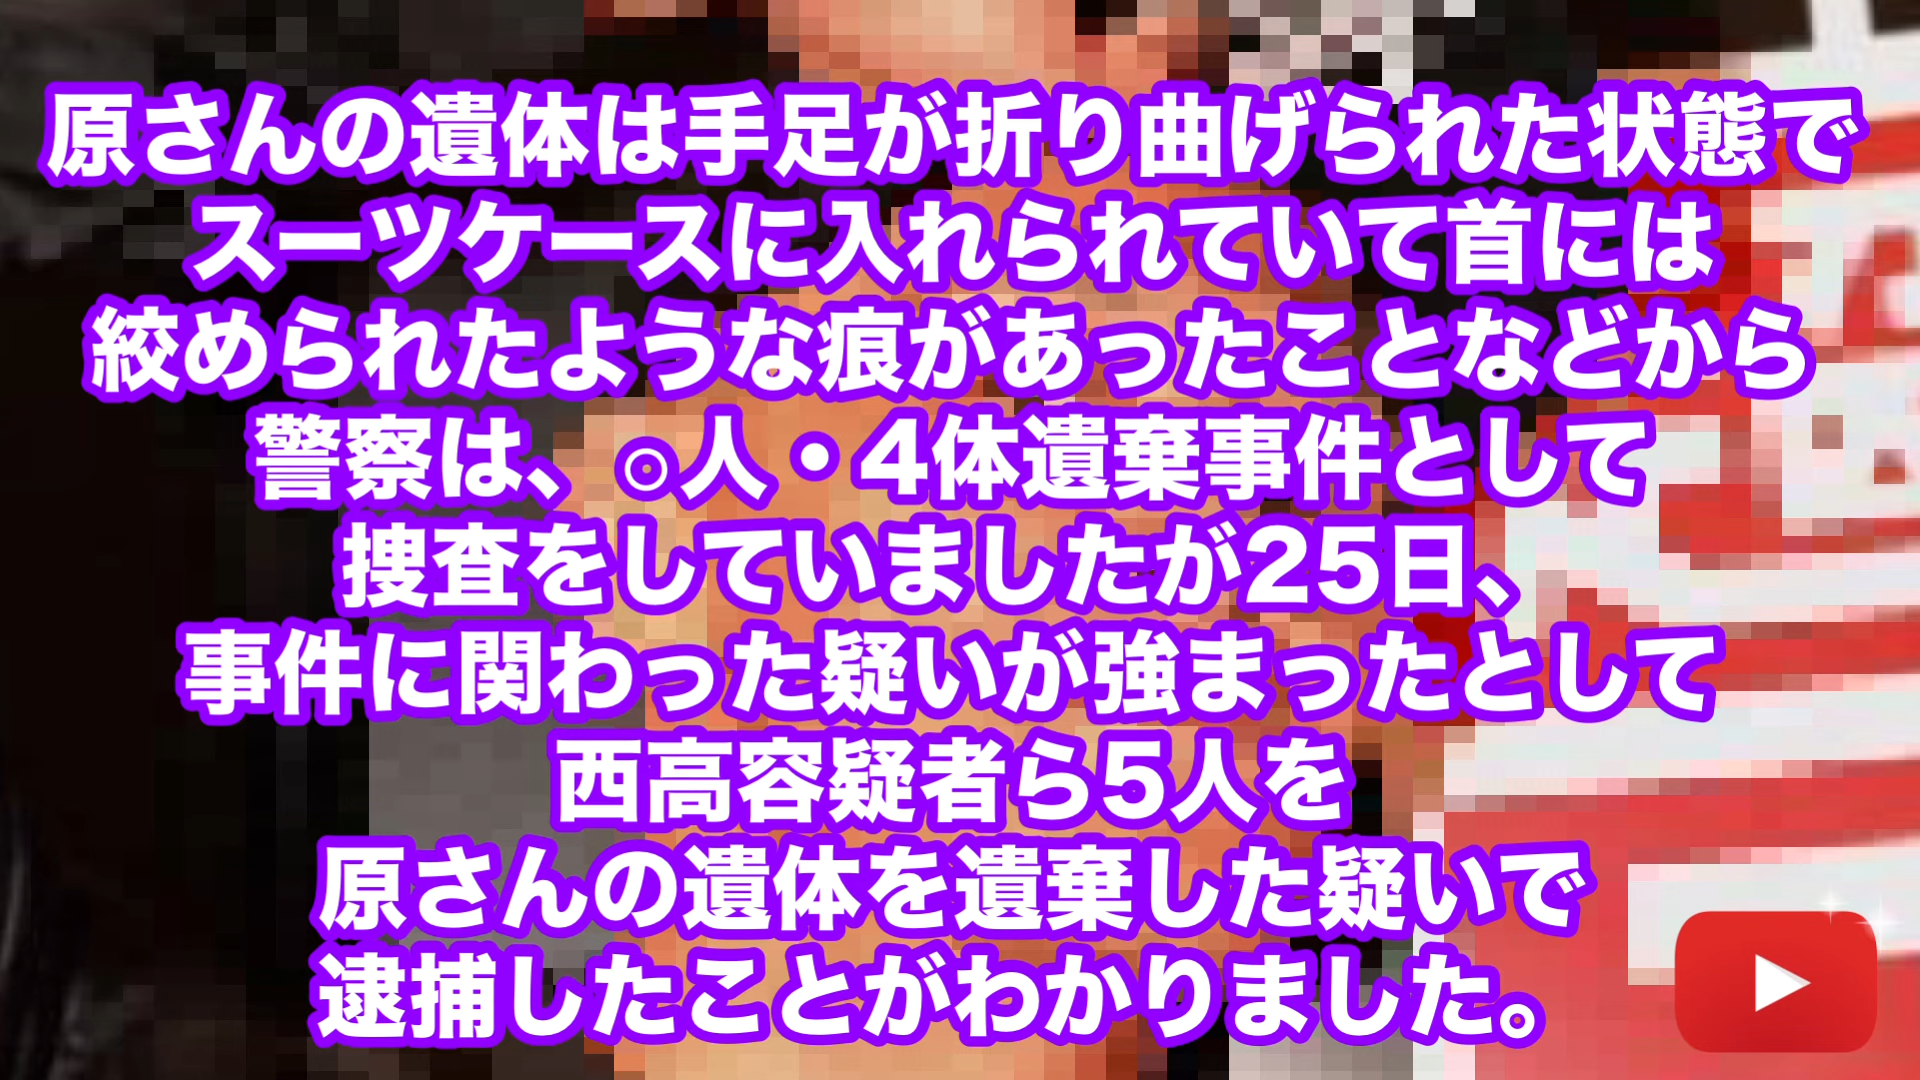 原さんの遺体は手足が折り曲げられた状態で
スーツケースに入れられていて首には
絞められたような痕があったことなどから
警察は、◎人・4体遺棄事件として
捜査をしていましたが25日、
事件に関わった疑いが強まったとして
西高容疑者ら5人を
原さんの遺体を遺棄した疑いで
逮捕したことがわかりました。